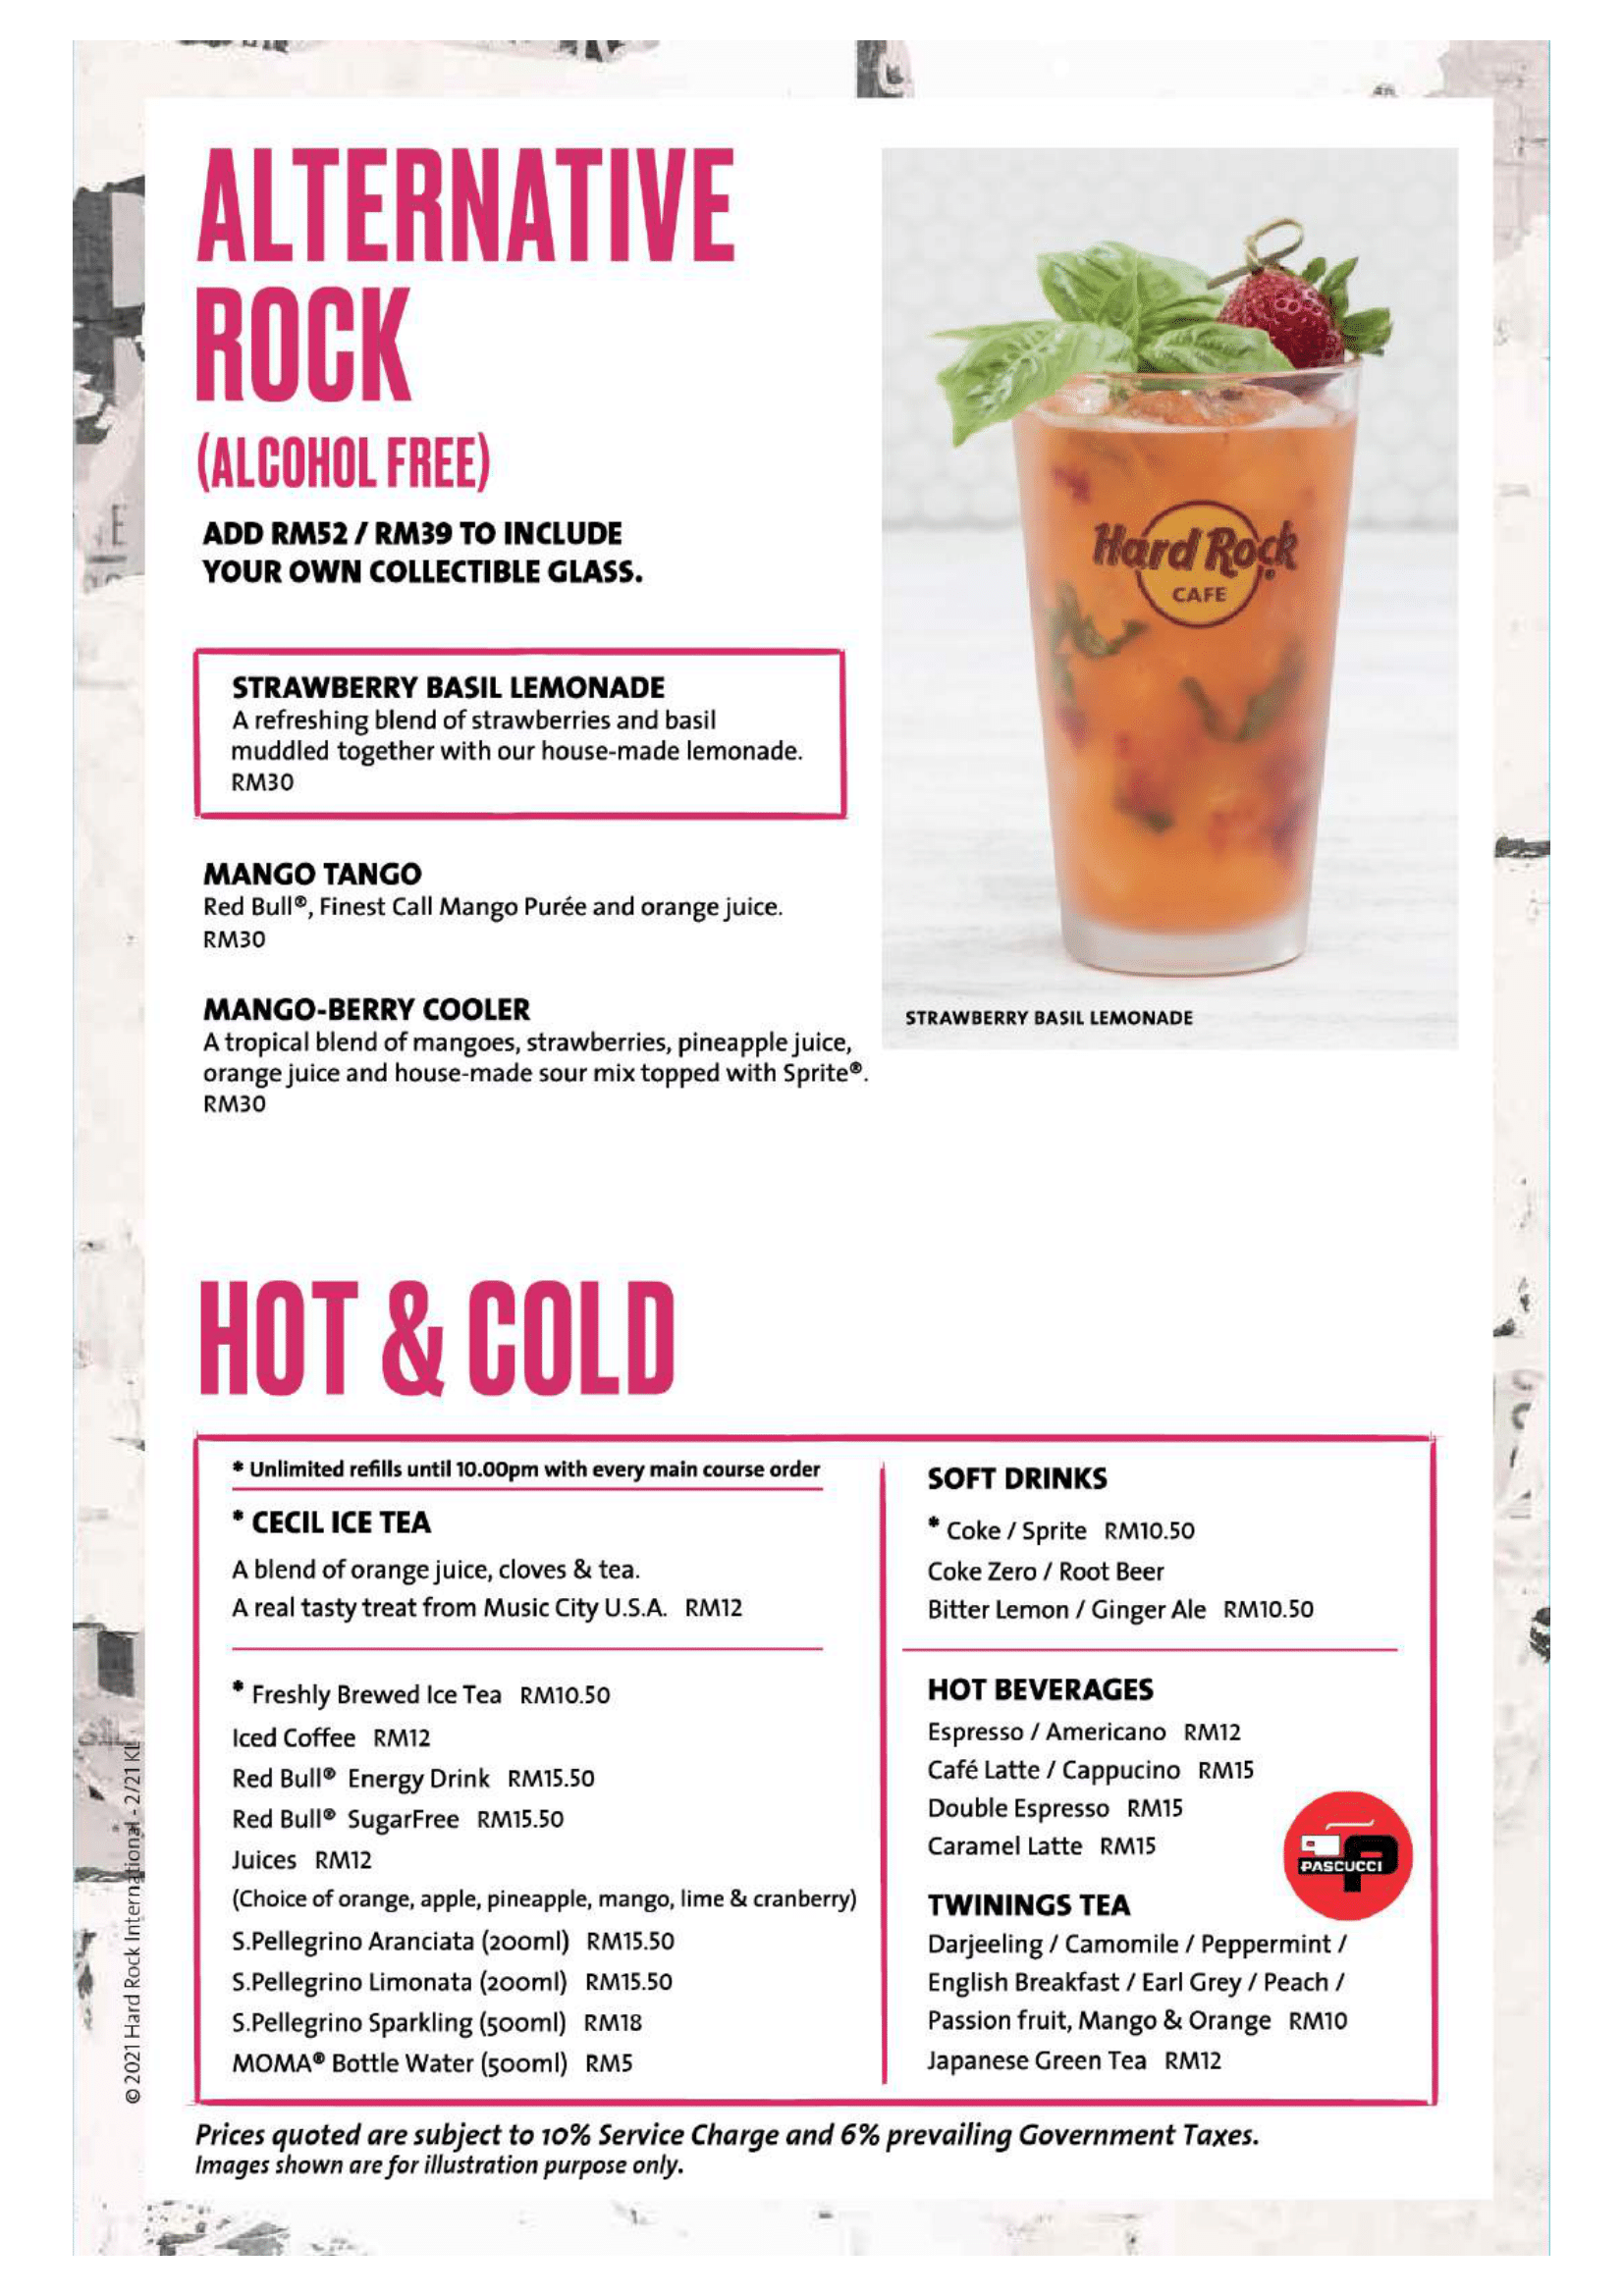 ALTERNATIVE
ROCK
(ALCOHOL FREE)
ADD RM52 / RM39 TO INCLUDE
YOUR OWN COLLECTIBLE GLASS.
STRAWBERRY BASIL LEMONADE
A refreshing blend of strawberries and basil
muddled together with our house-made lemonade.
RM30
MANGO TANGO
Red Bull®, Finest Call Mango Purée and orange juice.
RM30
MANGO-BERRY COOLER
A tropical blend of mangoes, strawberries, pineapple juice,
orange juice and house-made sour mix topped with Sprite®.
RM30
Hard Rock
CAFE
STRAWBERRY BASIL LEMONADE
HOT & COLD
* Unlimited refills until 10.00pm with every main course order
* CECIL ICE TEA
A blend of orange juice, cloves & tea.
A real tasty treat from Music City U.S.A. RM12
* Freshly Brewed Ice Tea RM10.50
Iced Coffee RM12
Red Bull® Energy Drink RM15.50
Red Bull® SugarFree RM15.50
Juices RM12
(Choice of orange, apple, pineapple, mango, lime & cranberry)
S.Pellegrino Aranciata (200ml) RM15.50
S.Pellegrino Limonata (200ml) RM15.50
S.Pellegrino Sparkling (500ml) RM18
MOMA® Bottle Water (500ml) RM5
SOFT DRINKS
* Coke / Sprite RM10.50
Coke Zero / Root Beer
Bitter Lemon / Ginger Ale RM10.50
HOT BEVERAGES
Espresso / Americano RM12
Café Latte / Cappucino RM15
Double Espresso RM15
Caramel Latte RM15
PASCUCCI
TWININGS TEA
Darjeeling / Camomile / Peppermint /
English Breakfast / Earl Grey / Peach /
Passion fruit, Mango & Orange RM10
Japanese Green Tea RM12
Prices quoted are subject to 10% Service Charge and 6% prevailing Government Taxes.
Images shown are for illustration purpose only.
© 2021 Hard Rock International - 2/21 KL